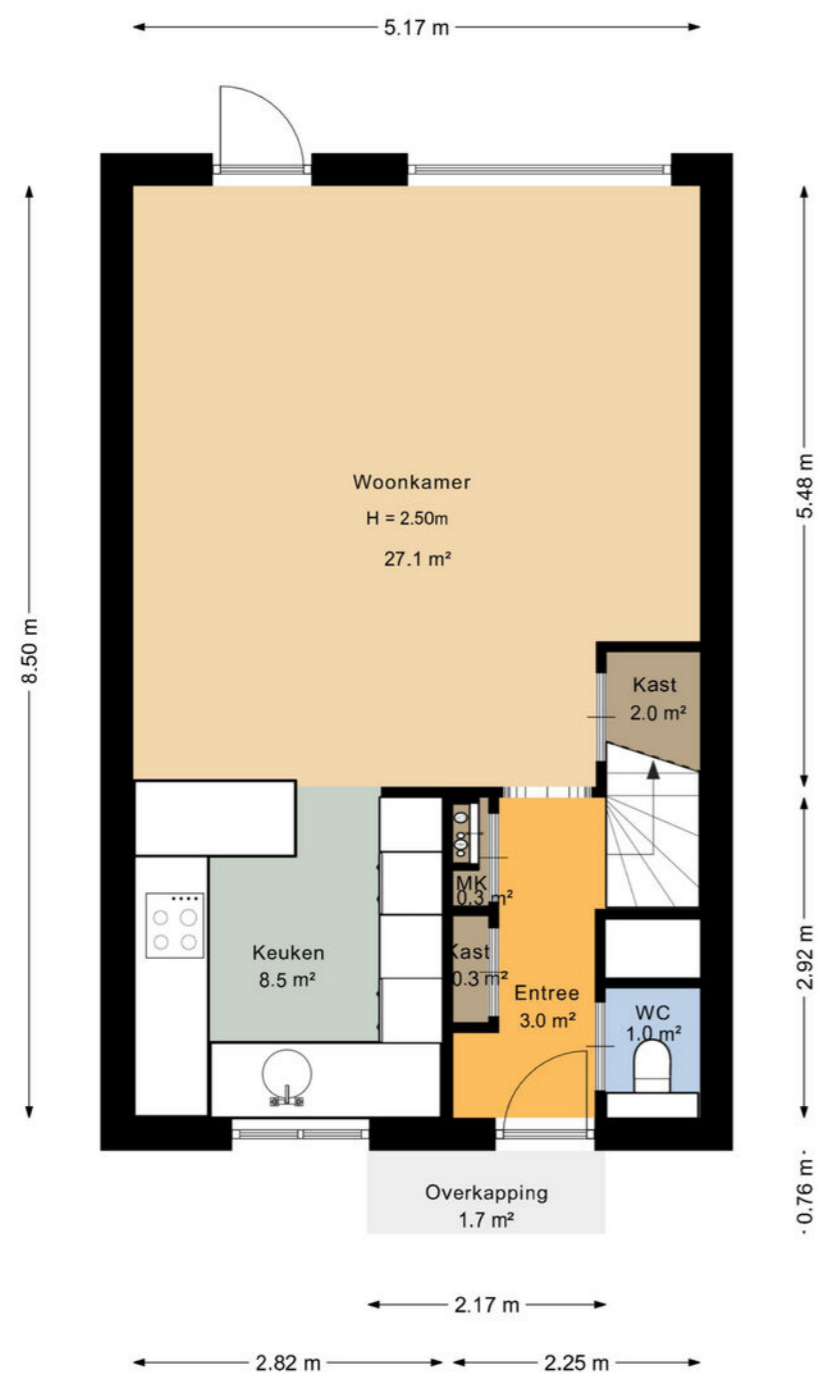 5.17 m
Woonkamer
H = 2.50m
27.1 m²
5.48 m
8.50 m
Kast
2.0 m²
MK
0.3 m²
Kast
0.3 m²
Keuken
8.5 m²
Entree
3.0 m²
WC
1.0 m²
2.92 m
Overkapping
1.7 m²
0.76 m
2.17 m
2.82 m
2.25 m